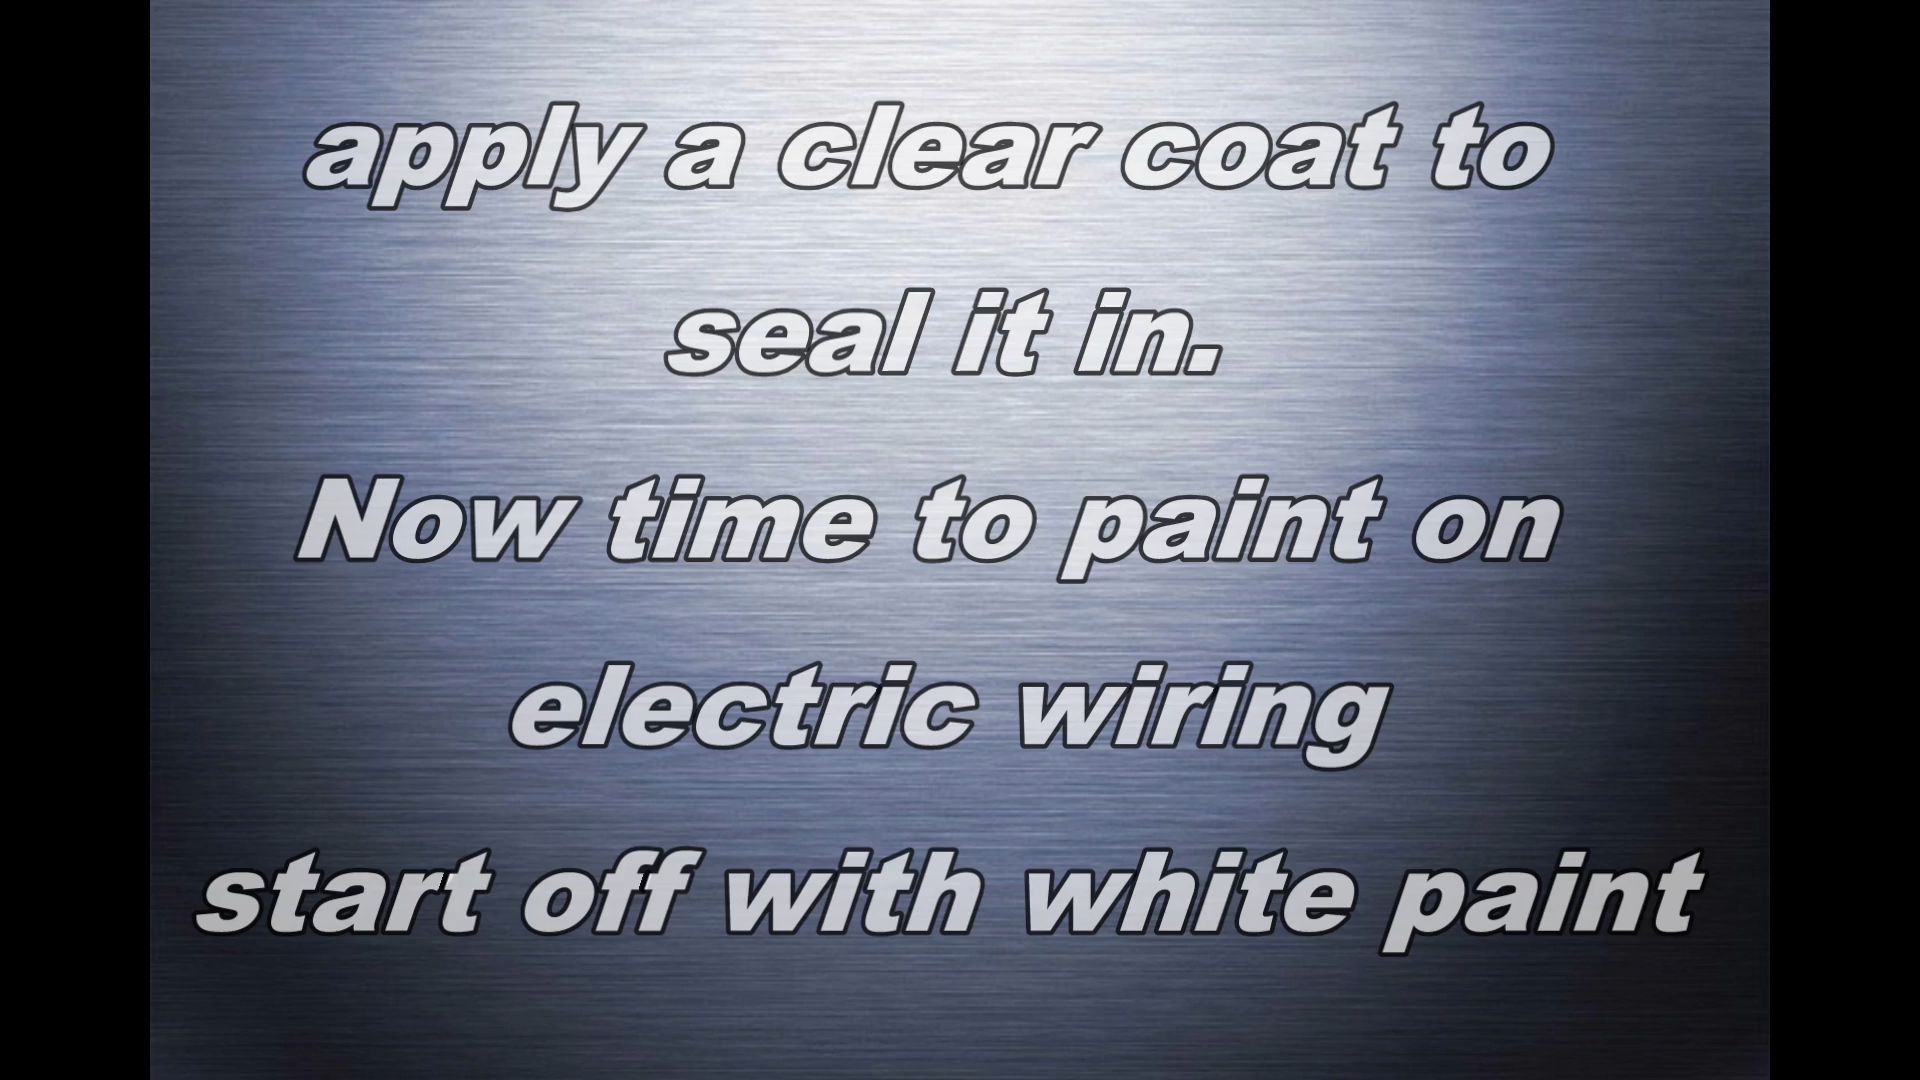 apply a clear coat to
seal it in.
Now time to paint on
electric wiring
start off with white paint